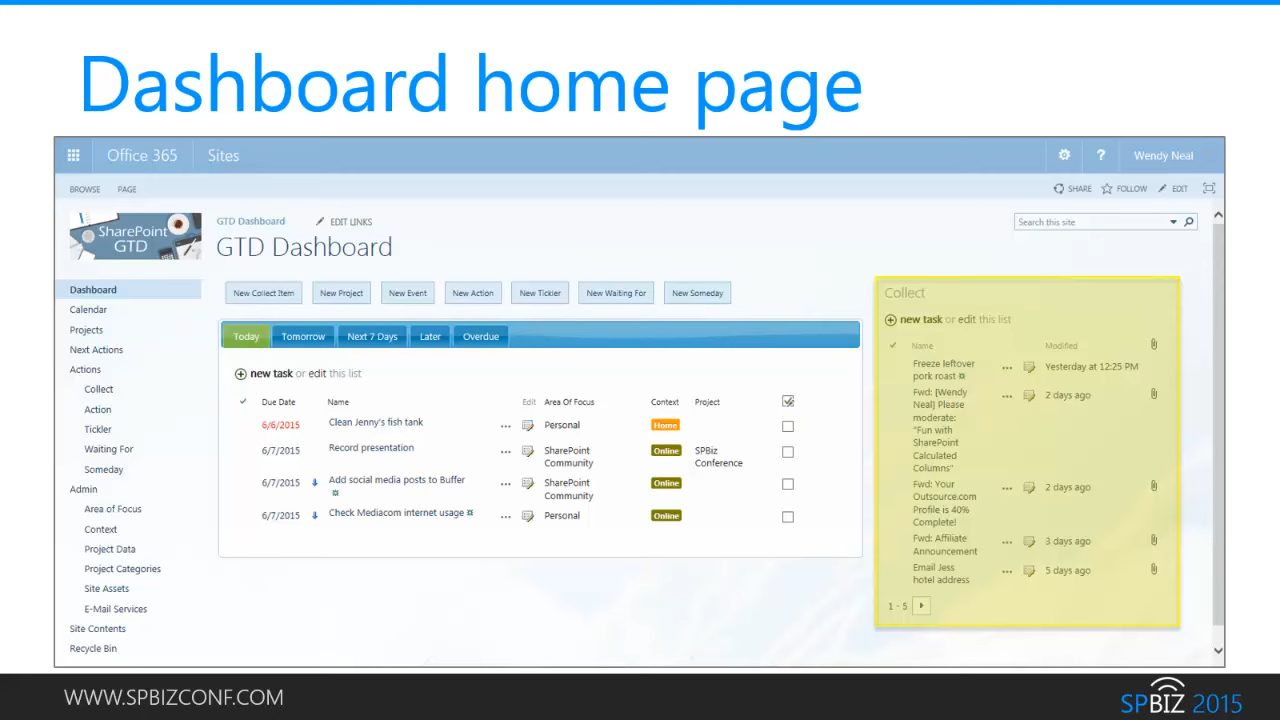 Dashboard home page
Office 365
Sites
Wendy Neal
BROWSE
PAGE
SHARE
FOLLOW
EDIT
SharePoint
GTD
GTD Dashboard
EDIT LINKS
GTD Dashboard
Search this site
Dashboard
Calendar
Projects
Next Actions
Actions
Collect
Action
Tickler
Waiting For
Someday
Admin
Area of Focus
Context
Project Data
Project Categories
Site Assets
E-Mail Services
Site Contents
Recycle Bin
New Collect Item
New Project
New Event
New Action
New Tickler
New Waiting For
New Someday
Today
Tomorrow
Next 7 Days
Later
Overdue
new task or edit this list
Due Date
Name
Edit
Area Of Focus
Context
Project
6/6/2015
Clean Jenny's fish tank
...
Personal
Home
6/7/2015
Record presentation
...
SharePoint
Community
Online
SPBiz
Conference
6/7/2015
Add social media posts to Buffer
...
SharePoint
Community
Online
6/7/2015
Check Mediacom internet usage
...
Personal
Online
Collect
new task or edit this list
Name
Modified
Freeze leftover
pork roast
...
Yesterday at 12:25 PM
Fwd: [Wendy
Neal] Please
moderate:
"Fun with
SharePoint
Calculated
Columns"
...
2 days ago
Fwd: Your
Outsource.com
Profile is 40%
Complete!
...
2 days ago
Fwd: Affiliate
Announcement
...
3 days ago
Email Jess
hotel address
...
5 days ago
1 - 5
WWW.SPBIZCONF.COM
SPBIZ 2015